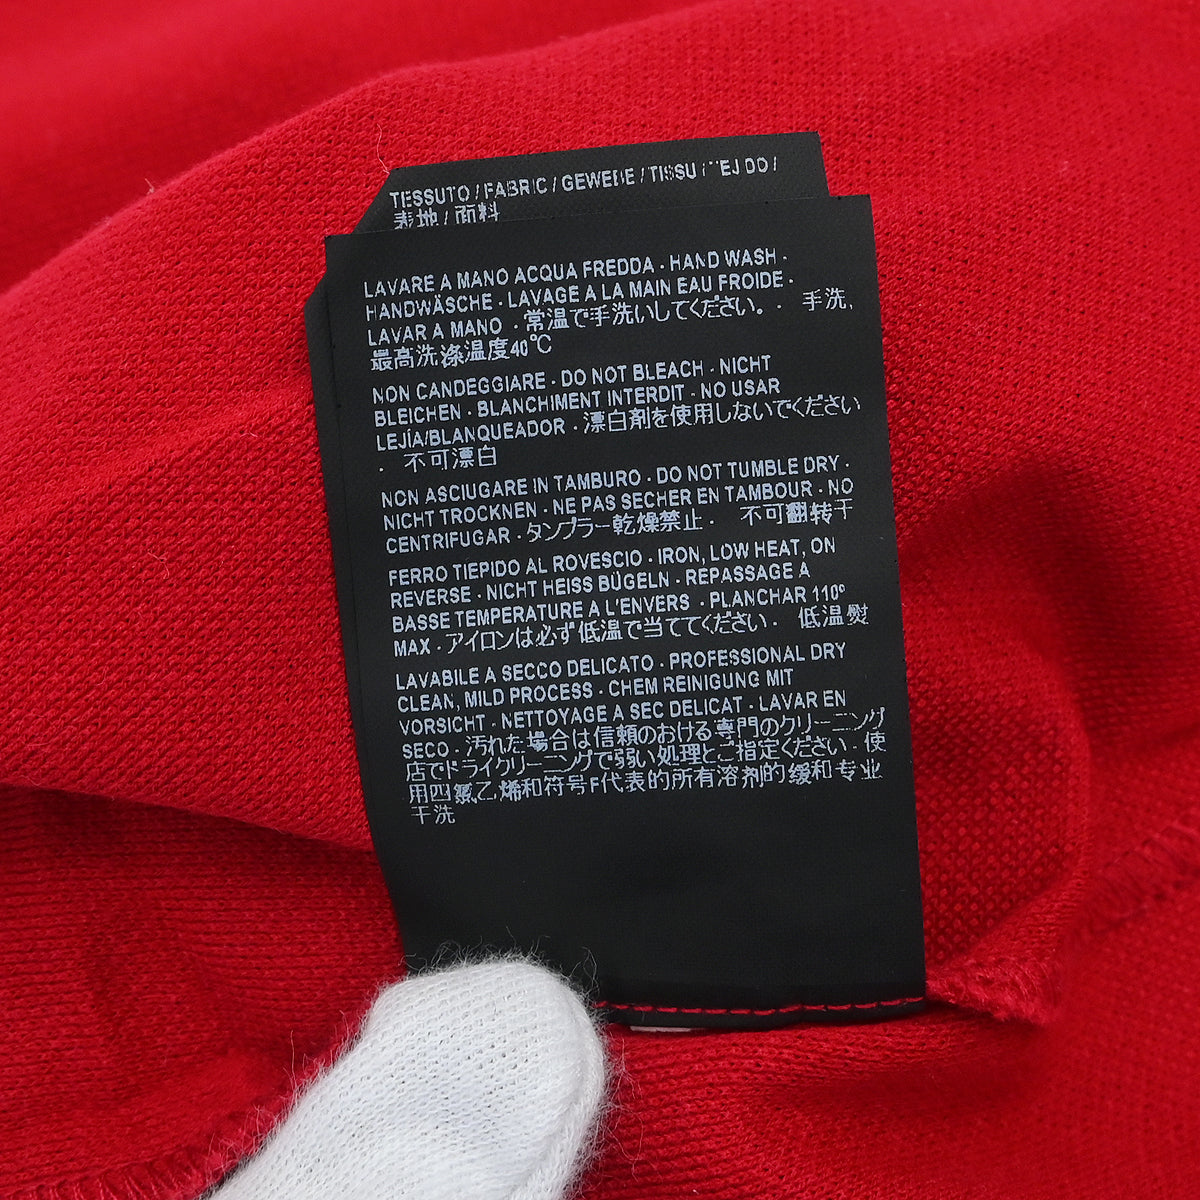 TESSUTO / FABRIC / GEWEBE / TISSU / TEJIDO /
表地 / 面料
LAVARE A MANO ACQUA FREDDA - HAND WASH -
HANDWÄSCHE - LAVAGE A LA MAIN EAU FROIDE -
LAVAR A MANO - 常温で手洗いしてください。 - 手洗,
最高洗涤温度40℃
NON CANDEGGIARE - DO NOT BLEACH - NICHT
BLEICHEN - BLANCHIMENT INTERDIT - NO USAR
LEJÍA/BLANQUEADOR - 漂白剤を使用しないでください
- 不可漂白
NON ASCIUGARE IN TAMBURO - DO NOT TUMBLE DRY -
NICHT TROCKNEN - NE PAS SECHER EN TAMBOUR - NO
CENTRIFUGAR - タンブラー乾燥禁止 - 不可翻转干
FERRO TIEPIDO AL ROVESCIO - IRON, LOW HEAT, ON
REVERSE - NICHT HEISS BÜGELN - REPASSAGE À
BASSE TEMPERATURE A L'ENVERS - PLANCHAR 110º
MAX - アイロンは必ず低温で当ててください - 低温熨
LAVABILE A SECCO DELICATO - PROFESSIONAL DRY
CLEAN, MILD PROCESS - CHEM REINIGUNG MIT
VORSICHT - NETTOYAGE A SEC DELICAT - LAVAR EN
SECO - 汚れた場合は信頼のおける専門のクリーニング
店でドライクリーニングで弱い処理とご指定ください - 使
用四氯乙烯和符号F代表的所有溶剂的缓和专业
干洗